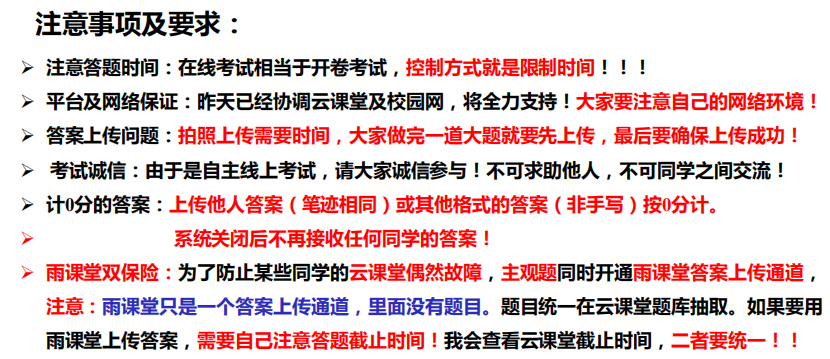 注意事项及要求：
➢ 注意答题时间：在线考试相当于开卷考试，控制方式就是限制时间！！！
➢ 平台及网络保证：昨天已经协调云课堂及校园网，将全力支持！大家要注意自己的网络环境！
➢ 答案上传问题：拍照上传需要时间，大家做完一道大题就要先上传，最后要确保上传成功！
➢ 考试诚信：由于是自主线上考试，请大家诚信参与！不可求助他人，不可同学之间交流！
➢ 计0分的答案：上传他人答案（笔迹相同）或其他格式的答案（非手写）按0分计。
➢ 系统关闭后不再接收任何同学的答案！
➢ 雨课堂双保险：为了防止某些同学的云课堂偶然故障，主观题同时开通雨课堂答案上传通道，
注意：雨课堂只是一个答案上传通道，里面没有题目。题目统一在云课堂题库抽取。如果要用
雨课堂上传答案，需要自己注意答题截止时间！我会查看云课堂截止时间，二者要统一！！